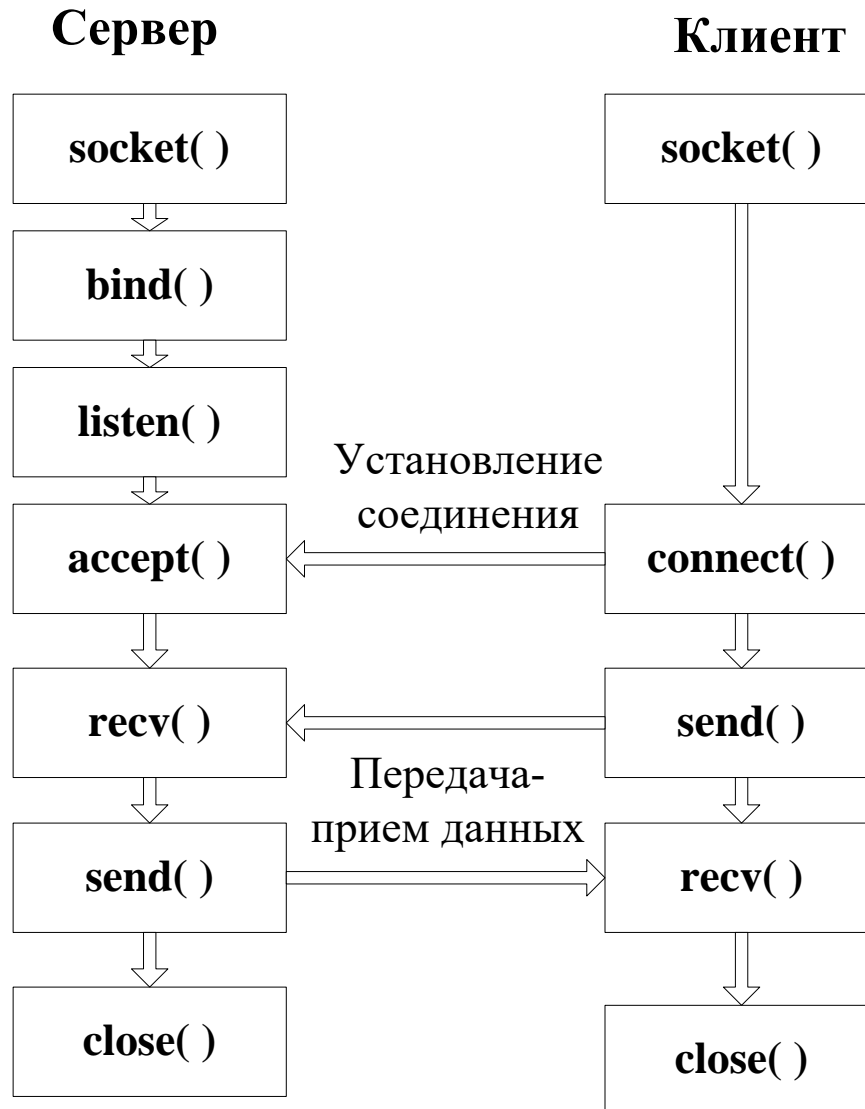 Сервер
Клиент
socket( )
socket( )
bind( )
listen( )
Установление
соединения
accept( )
connect( )
recv( )
send( )
Передача-
прием данных
send( )
recv( )
close( )
close( )